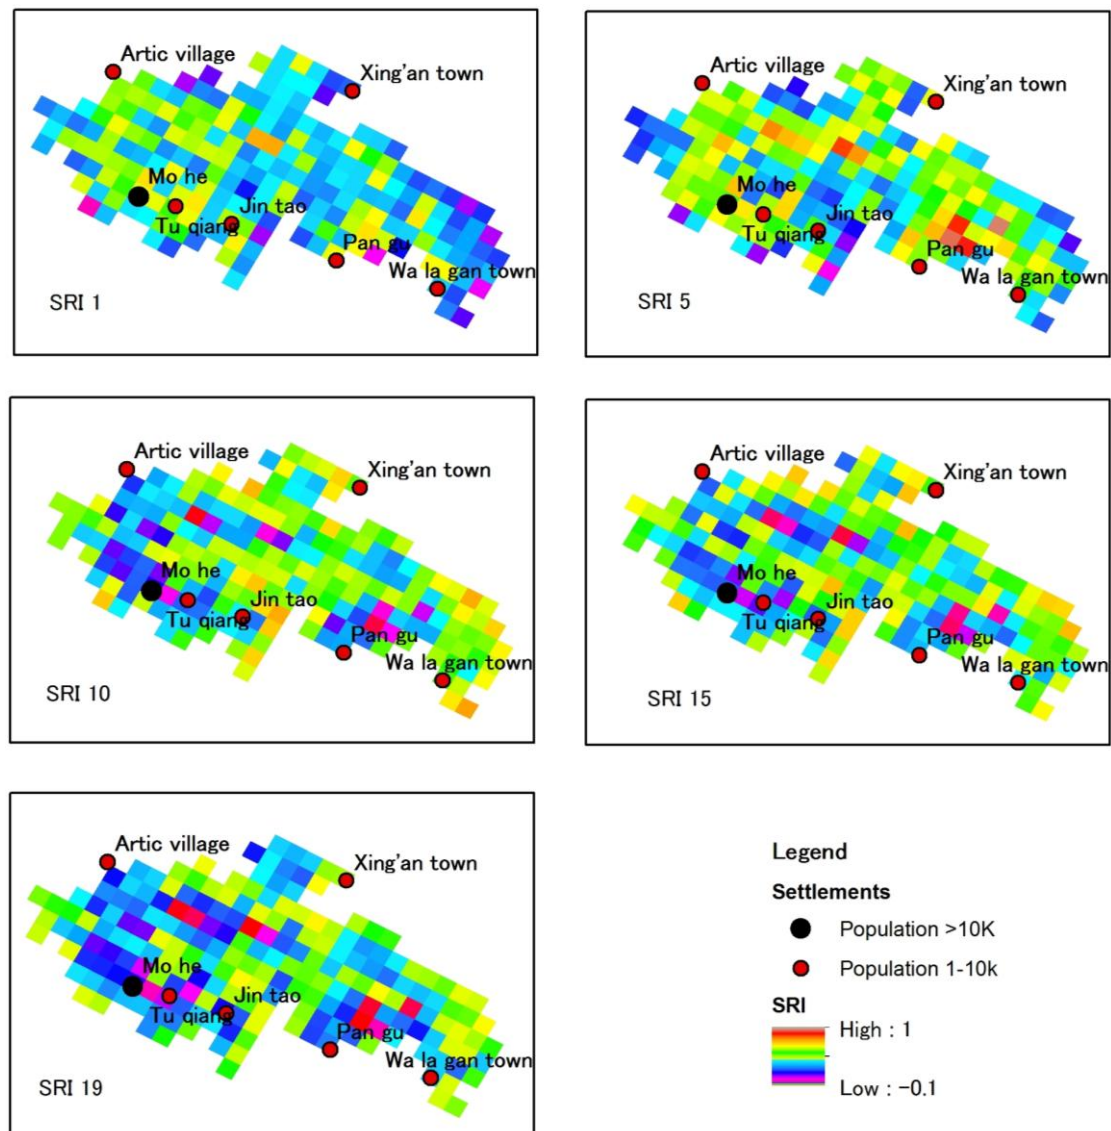 Artic village
Xing'an town
Mo he
Jin tao
Tu qiang
Pan gu
Wa la gan town
SRI 1
Artic village
Xing'an town
Mo he
Jin tao
Tu qiang
Pan gu
Wa la gan town
SRI 5
Artic village
Xing'an town
Mo he
Jin tao
Tu qiang
Pan gu
Wa la gan town
SRI 10
Artic village
Xing'an town
Mo he
Jin tao
Tu qiang
Pan gu
Wa la gan town
SRI 15
Artic village
Xing'an town
Mo he
Jin tao
Tu qiang
Pan gu
Wa la gan town
SRI 19
Legend
Settlements
Population >10K
Population 1-10k
SRI
High : 1
Low : -0.1